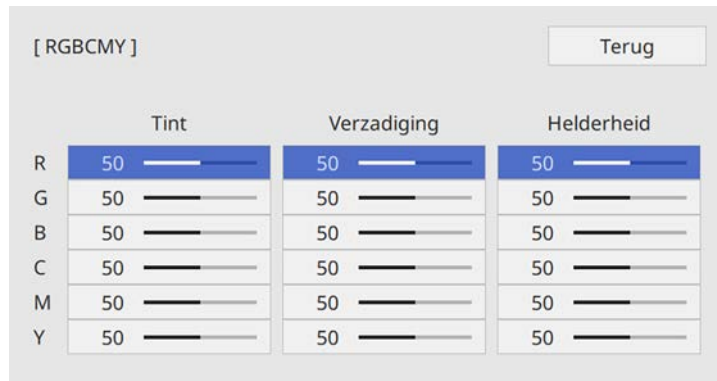 [ RGBCMY ] Terug
Tint Verzadiging Helderheid
R 50 50 50
G 50 50 50
B 50 50 50
C 50 50 50
M 50 50 50
Y 50 50 50